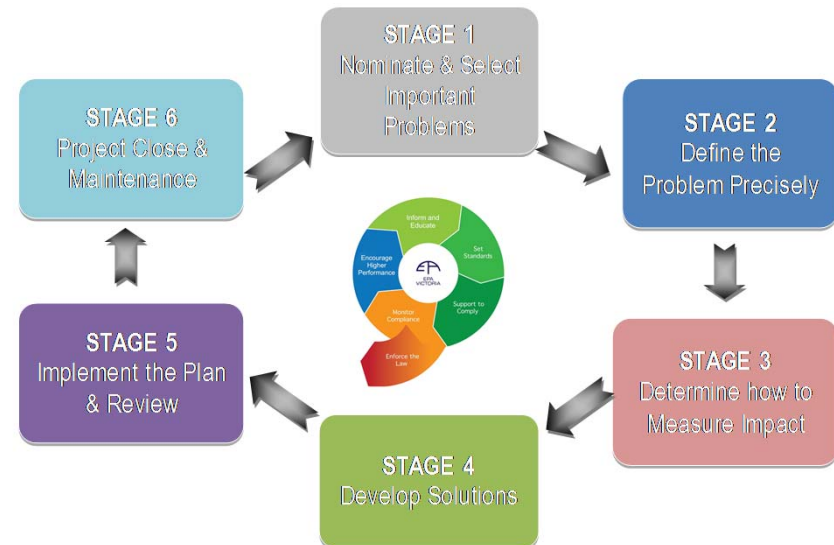 STAGE 1
Nominate & Select
Important
Problems
STAGE 2
Define the
Problem Precisely
STAGE 3
Determine how to
Measure Impact
STAGE 4
Develop Solutions
STAGE 5
Implement the Plan
& Review
STAGE 6
Project Close &
Maintenance
Inform and
Educate
Set
Standards
Support to
Comply
Encourage
Higher
Performance
Monitor
Compliance
Enforce the
Law
EPA
VICTORIA